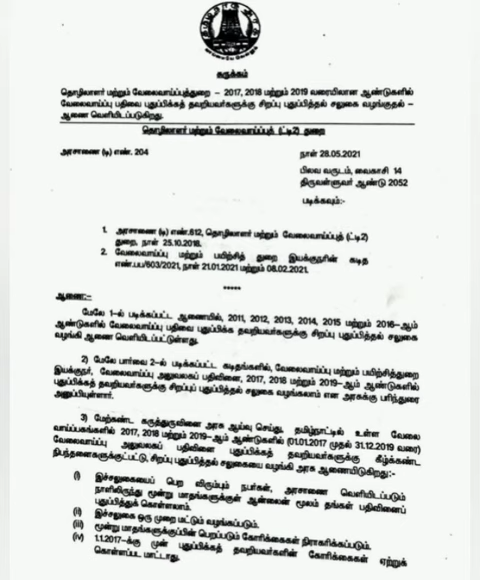 சுருக்கம்
தொழிலாளர் மற்றும் வேலைவாய்ப்புத்துறை – 2017, 2018 மற்றும் 2019 வரையிலான ஆண்டுகளில்
வேலைவாய்ப்பு பதிவை புதுப்பிக்கத் தவறியவர்களுக்கு சிறப்பு புதுப்பித்தல் சலுகை வழங்குதல் –
ஆணை வெளியிடப்படுகிறது.
தொழிலாளர் மற்றும் வேலைவாய்ப்புத் (ட்டி2) துறை
அரசாணை (டி) எண். 204
நாள் 28.05.2021
பிலவ வருடம், வைகாசி 14
திருவள்ளுவர் ஆண்டு 2052
படிக்கவும்:-
1. அரசாணை (டி) எண்.612, தொழிலாளர் மற்றும் வேலைவாய்ப்புத் (ட்டி2)
துறை, நாள் 25.10.2018.
2. வேலைவாய்ப்பு மற்றும் பயிற்சித் துறை இயக்குநரின் கடித
எண்.பய/603/2021, நாள் 21.01.2021 மற்றும் 08.02.2021.
*****
ஆணை:–
மேலே 1–ல் படிக்கப்பட்ட ஆணையில், 2011, 2012, 2013, 2014, 2015 மற்றும் 2016–ஆம்
ஆண்டுகளில் வேலைவாய்ப்பு பதிவை புதுப்பிக்க தவறியவர்களுக்கு சிறப்பு புதுப்பித்தல் சலுகை
வழங்கி ஆணை வெளியிடப்பட்டுள்ளது.
2) மேலே பார்வை 2–ல் படிக்கப்பட்ட கடிதங்களில், வேலைவாய்ப்பு மற்றும் பயிற்சித்துறை
இயக்குநர், வேலைவாய்ப்பு அலுவலகப் பதிவினை, 2017, 2018 மற்றும் 2019–ஆம் ஆண்டுகளில்
புதுப்பிக்கத் தவறியவர்களுக்கு சிறப்புப் புதுப்பித்தல் சலுகை வழங்கலாம் என அரசுக்கு பரிந்துரை
அனுப்பியுள்ளார்.
3) மேற்கண்ட கருத்துருவினை அரசு ஆய்வு செய்து, தமிழ்நாட்டில் உள்ள வேலை
வாய்ப்பகங்களில் 2017, 2018 மற்றும் 2019–ஆம் ஆண்டுகளில் (01.01.2017 முதல் 31.12.2019 வரை)
வேலைவாய்ப்பு அலுவலகப் பதிவினை புதுப்பிக்கத் தவறியவர்களுக்கு கீழ்க்கண்ட
நிபந்தனைகளுக்குட்பட்டு, சிறப்பு புதுப்பித்தல் சலுகையை வழங்கி அரசு ஆணையிடுகிறது:-
(i) இச்சலுகையைப் பெற விரும்பும் நபர்கள், அரசாணை வெளியிடப்படும்
நாளிலிருந்து மூன்று மாதங்களுக்குள் ஆன்லைன் மூலம் தங்கள் பதிவினைப்
புதுப்பித்துக் கொள்ளலாம்.
(ii) இச்சலுகை ஒரு முறை மட்டும் வழங்கப்படும்.
(iii) மூன்று மாதங்களுக்குப்பின் பெறப்படும் கோரிக்கைகள் நிராகரிக்கப்படும்.
(iv) 1.1.2017–க்கு முன் புதுப்பிக்கத் தவறியவர்களின் கோரிக்கைகள் ஏற்றுக்
கொள்ளப்பட மாட்டாது.